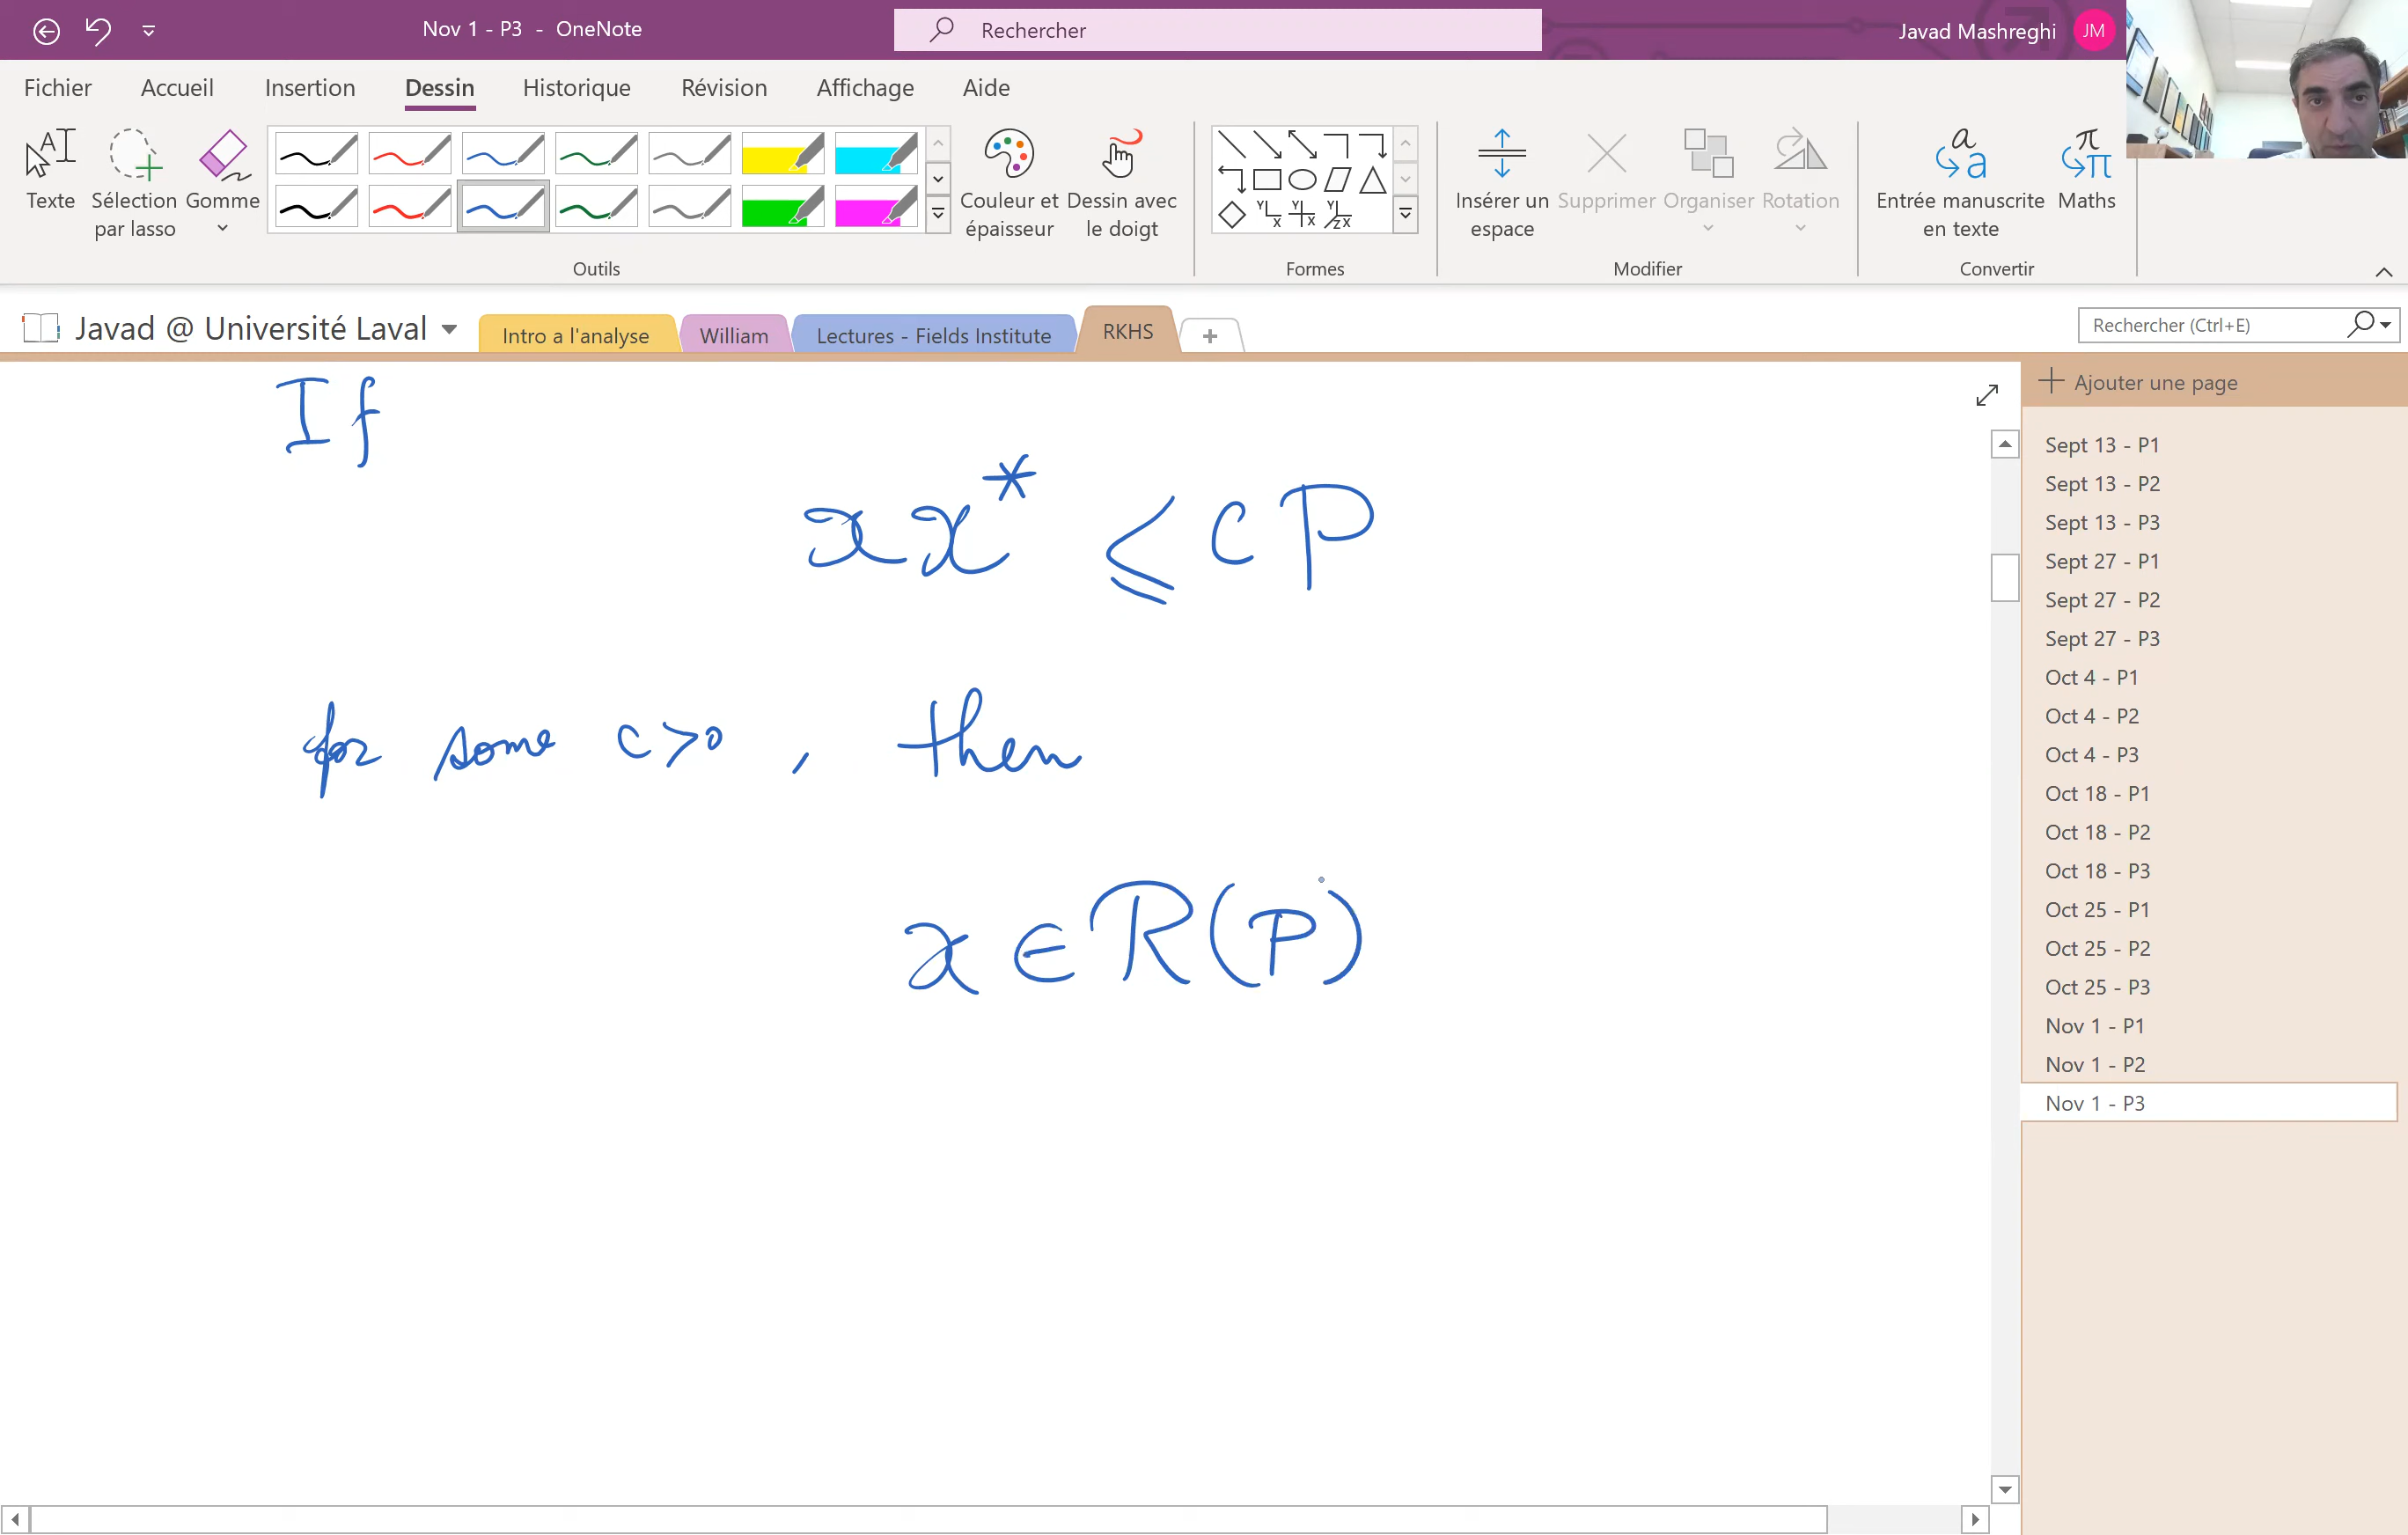 Nov 1 - P3 - OneNote
Rechercher
Javad Mashreghi
JM
Fichier Accueil Insertion Dessin Historique Révision Affichage Aide
Texte
Sélection par lasso
Gomme
Couleur et épaisseur
Dessin avec le doigt
Insérer un espace
Supprimer
Organiser
Rotation
Entrée manuscrite en texte
Maths
Outils
Formes
Modifier
Convertir
Javad @ Université Laval
Intro a l'analyse
William
Lectures - Fields Institute
RKHS
Rechercher (Ctrl+E)
If
xx* ≤ c P
for some c>0 , then
x ∈ R(P)
Ajouter une page
Sept 13 - P1
Sept 13 - P2
Sept 13 - P3
Sept 27 - P1
Sept 27 - P2
Sept 27 - P3
Oct 4 - P1
Oct 4 - P2
Oct 4 - P3
Oct 18 - P1
Oct 18 - P2
Oct 18 - P3
Oct 25 - P1
Oct 25 - P2
Oct 25 - P3
Nov 1 - P1
Nov 1 - P2
Nov 1 - P3